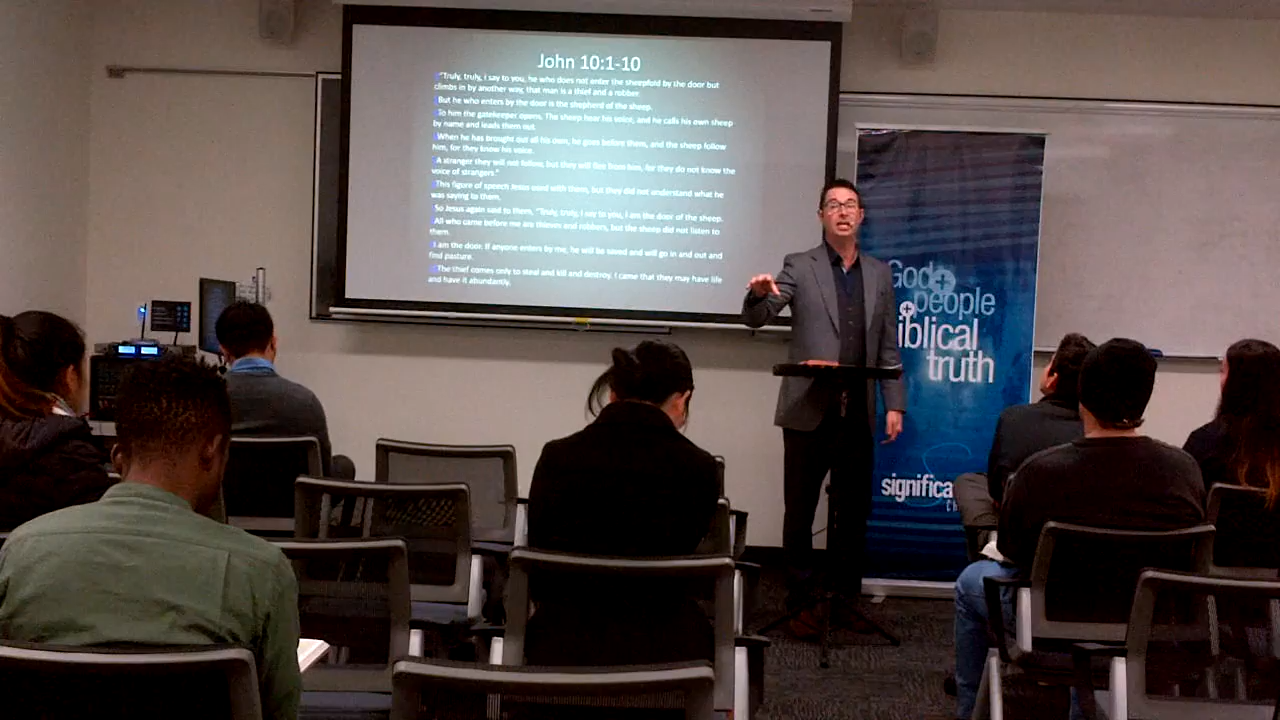 John 10:1-10
"Truly, truly, I say to you, he who does not enter the sheepfold by the door but
climbs in by another way, that man is a thief and a robber.
But he who enters by the door is the shepherd of the sheep.
To him the gatekeeper opens. The sheep hear his voice, and he calls his own sheep
by name and leads them out.
When he has brought out all his own, he goes before them, and the sheep follow
him, for they know his voice.
A stranger they will not follow, but they will flee from him, for they do not know the
voice of strangers."
This figure of speech Jesus used with them, but they did not understand what he
was saying to them.
So Jesus again said to them, "Truly, truly, I say to you, I am the door of the sheep.
All who came before me are thieves and robbers, but the sheep did not listen to
them.
I am the door. If anyone enters by me, he will be saved and will go in and out and
find pasture.
The thief comes only to steal and kill and destroy. I came that they may have life
and have it abundantly.
God+
+people
iblical
truth
significa